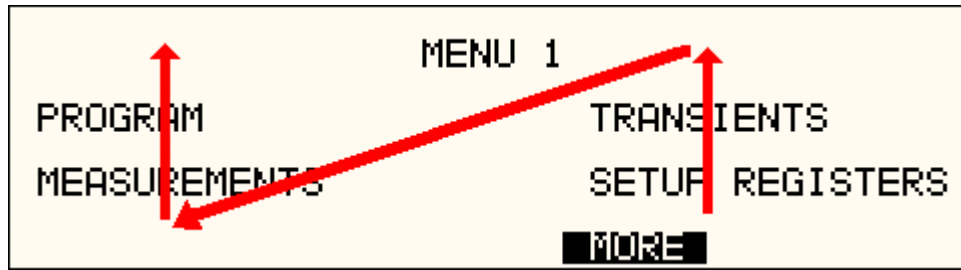 MENU 1
PROGRAM TRANSIENTS
MEASUREMENTS SETUP REGISTERS
MORE